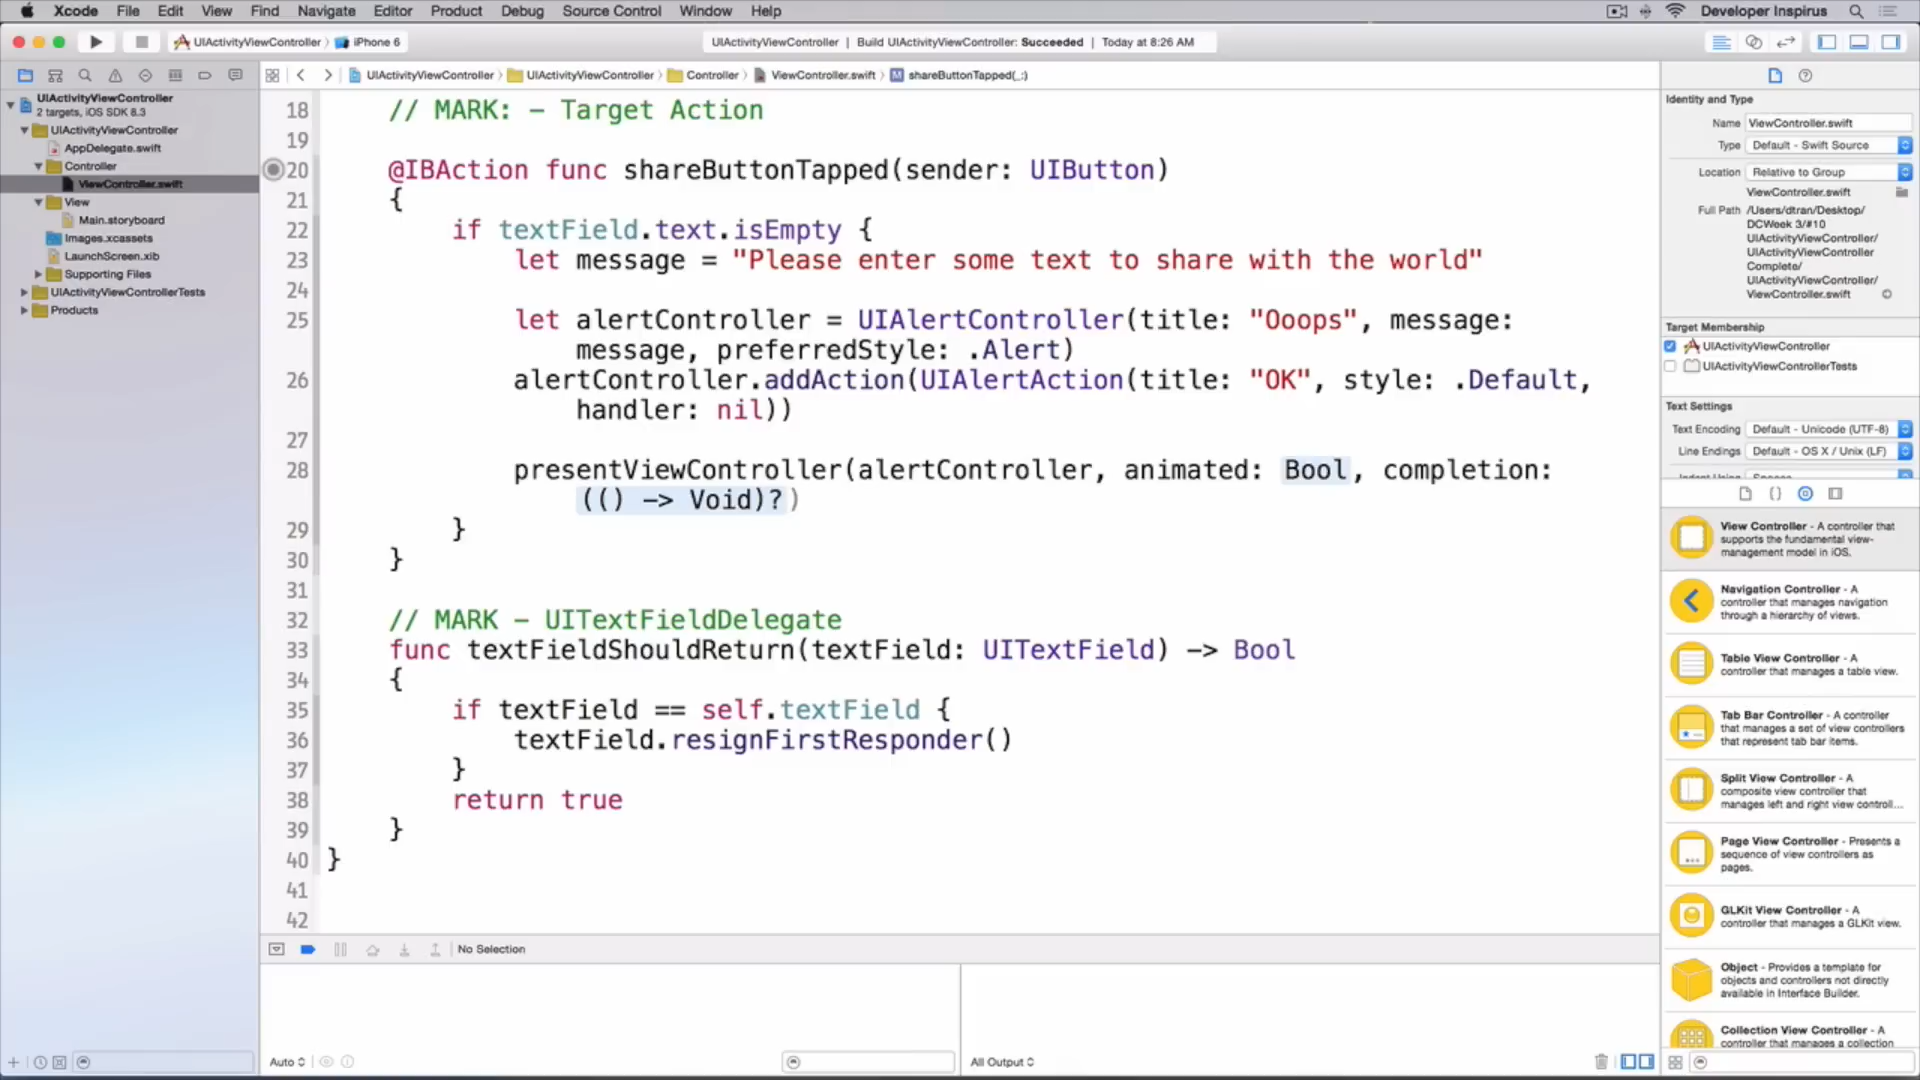 Xcode File Edit View Find Navigate Editor Product Debug Source Control Window Help Developer Inspirus
UIActivityViewController iPhone 6 UIActivityViewController | Build UIActivityViewController: Succeeded | Today at 8:26 AM
UIActivityViewController UIActivityViewController Controller ViewController.swift M shareButtonTapped(_:)
UIActivityViewController
2 targets, iOS SDK 8.3
UIActivityViewController
AppDelegate.swift
Controller
ViewController.swift
View
Main.storyboard
Images.xcassets
LaunchScreen.xib
Supporting Files
UIActivityViewControllerTests
Products
18 // MARK: - Target Action
19
20 @IBAction func shareButtonTapped(sender: UIButton)
21 {
22 if textField.text.isEmpty {
23 let message = "Please enter some text to share with the world"
24
25 let alertController = UIAlertController(title: "Ooops", message:
message, preferredStyle: .Alert)
26 alertController.addAction(UIAlertAction(title: "OK", style: .Default,
handler: nil))
27
28 presentViewController(alertController, animated: Bool, completion:
(() -> Void)?)
29 }
30 }
31
32 // MARK - UITextFieldDelegate
33 func textFieldShouldReturn(textField: UITextField) -> Bool
34 {
35 if textField == self.textField {
36 textField.resignFirstResponder()
37 }
38 return true
39 }
40 }
41
42
No Selection
Auto
All Output
Identity and Type
Name ViewController.swift
Type Default - Swift Source
Location Relative to Group
ViewController.swift
Full Path /Users/dtran/Desktop/
DCWeek 3/#10
UIActivityViewController/
UIActivityViewController
Complete/
UIActivityViewController/
ViewController.swift
Target Membership
UIActivityViewController
UIActivityViewControllerTests
Text Settings
Text Encoding Default - Unicode (UTF-8)
Line Endings Default - OS X / Unix (LF)
View Controller - A controller that
supports the fundamental view-
management model in iOS.
Navigation Controller - A
controller that manages navigation
through a hierarchy of views.
Table View Controller - A
controller that manages a table view.
Tab Bar Controller - A controller
that manages a set of view controllers
that represent tab bar items.
Split View Controller - A
composite view controller that
manages left and right view controll...
Page View Controller - Presents a
sequence of view controllers as
pages.
GLKit View Controller - A
controller that manages a GLKit view.
Object - Provides a template for
objects and controllers not directly
available in Interface Builder.
Collection View Controller - A
controller that manages a collection